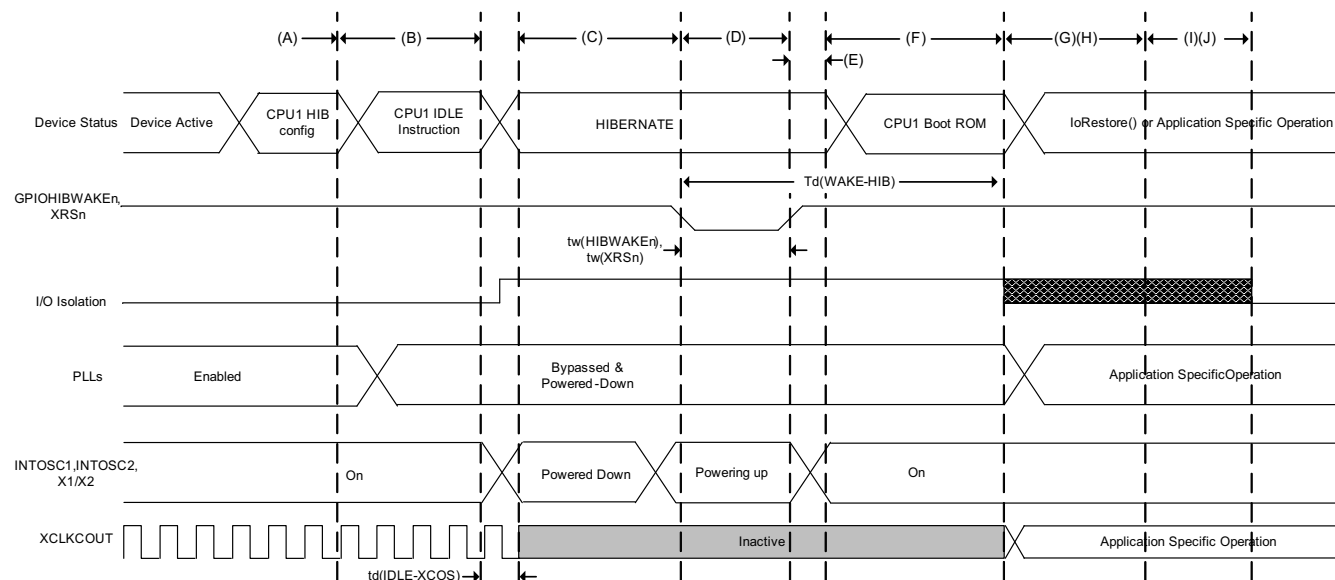 (A) (B) (C) (D) (F) (G)(H) (I)(J)
(E)
Device Status Device Active CPU1 HIB config CPU1 IDLE Instruction HIBERNATE CPU1 Boot ROM IoRestore() or Application Specific Operation
Td(WAKE-HIB)
GPIOHIBWAKEn,
XRSn
tw(HIBWAKEn),
tw(XRSn)
I/O Isolation
PLLs Enabled Bypassed & Powered-Down Application SpecificOperation
INTOSC1,INTOSC2,
X1/X2
On Powered Down Powering up On
XCLKCOUT Inactive Application Specific Operation
td(IDLE-XCOS)